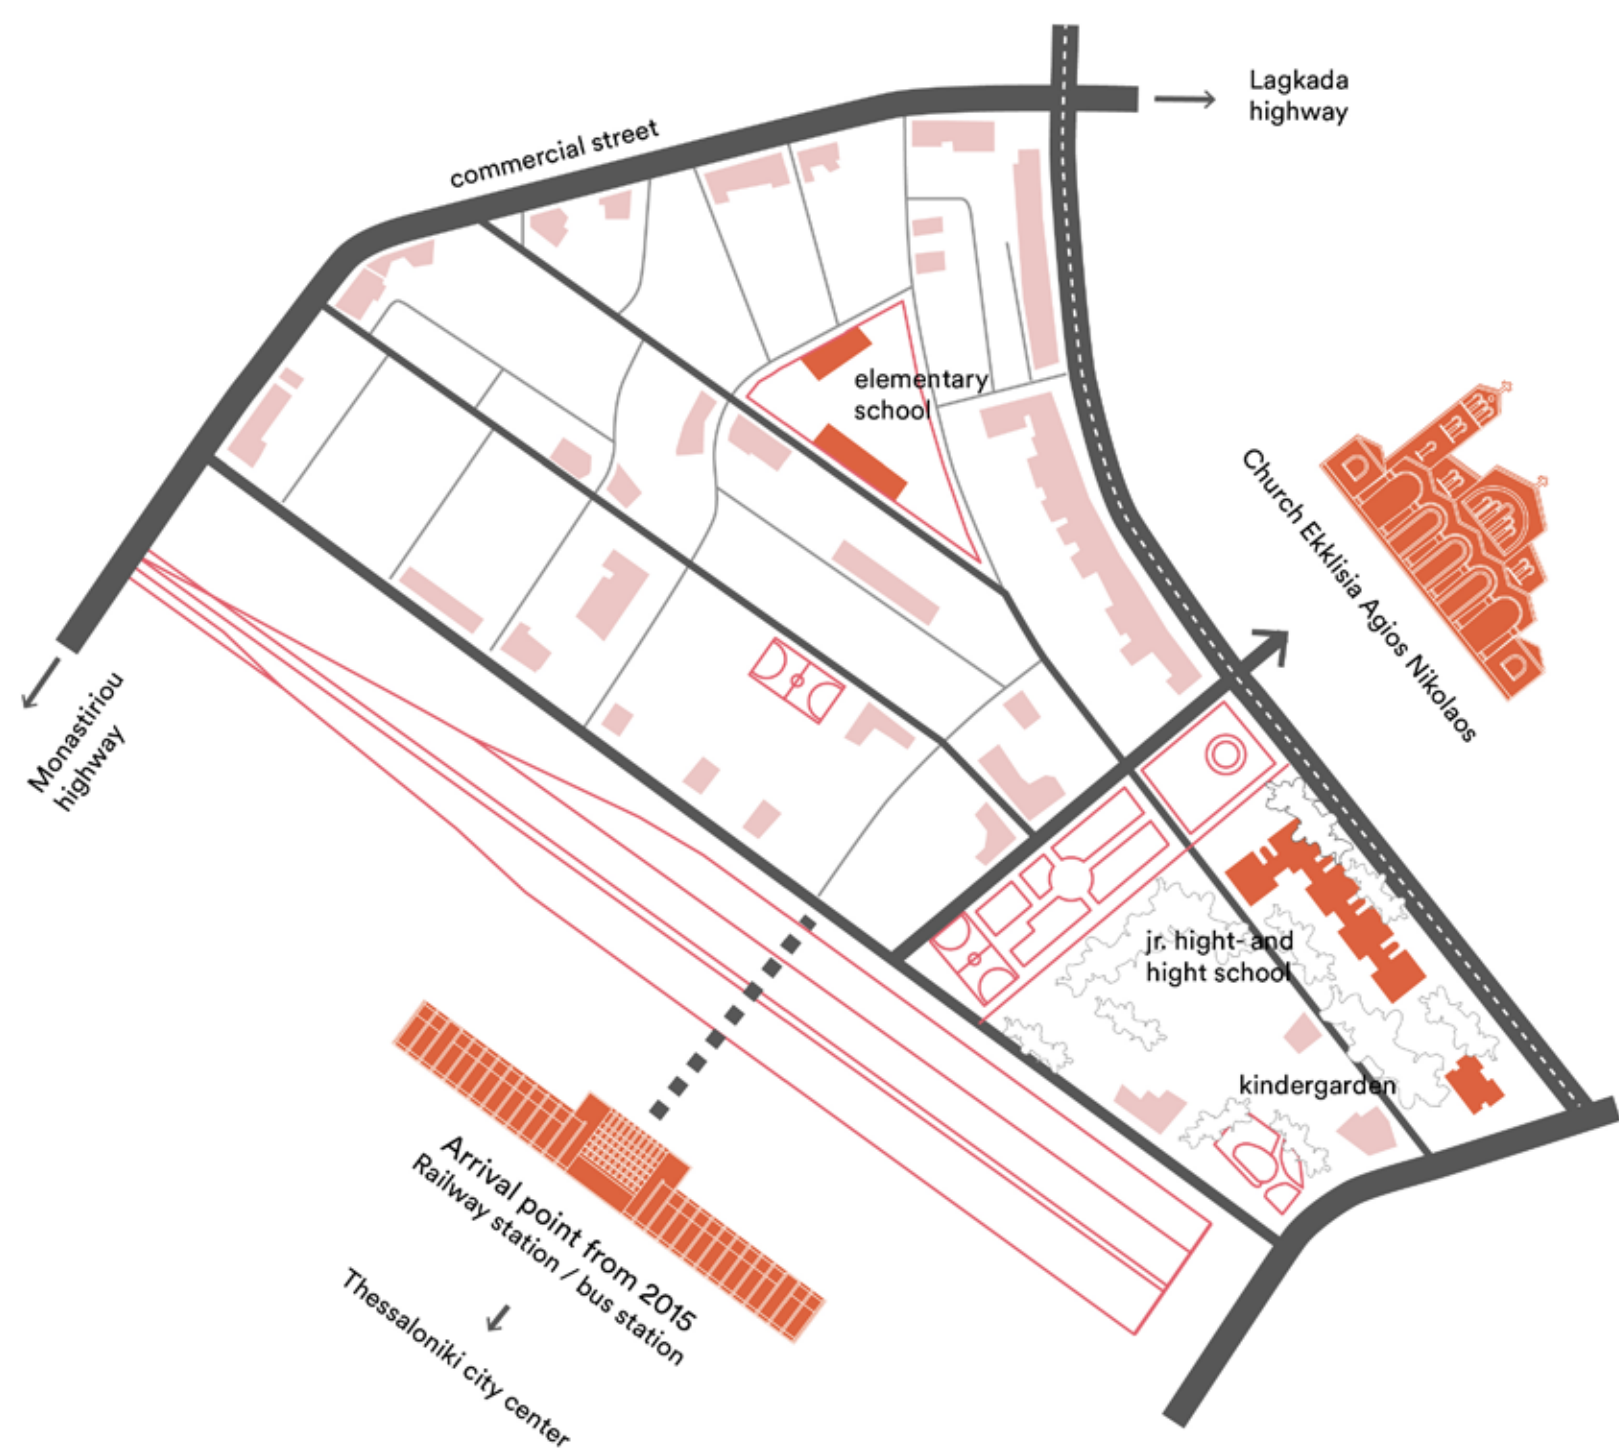 Lagkada
highway
commercial street
elementary
school
Church Ekklisia Agios Nikolaos
Monastiriou
highway
jr. hight- and
hight school
kindergarden
Arrival point from 2015
Railway station / bus station
Thessaloniki city center